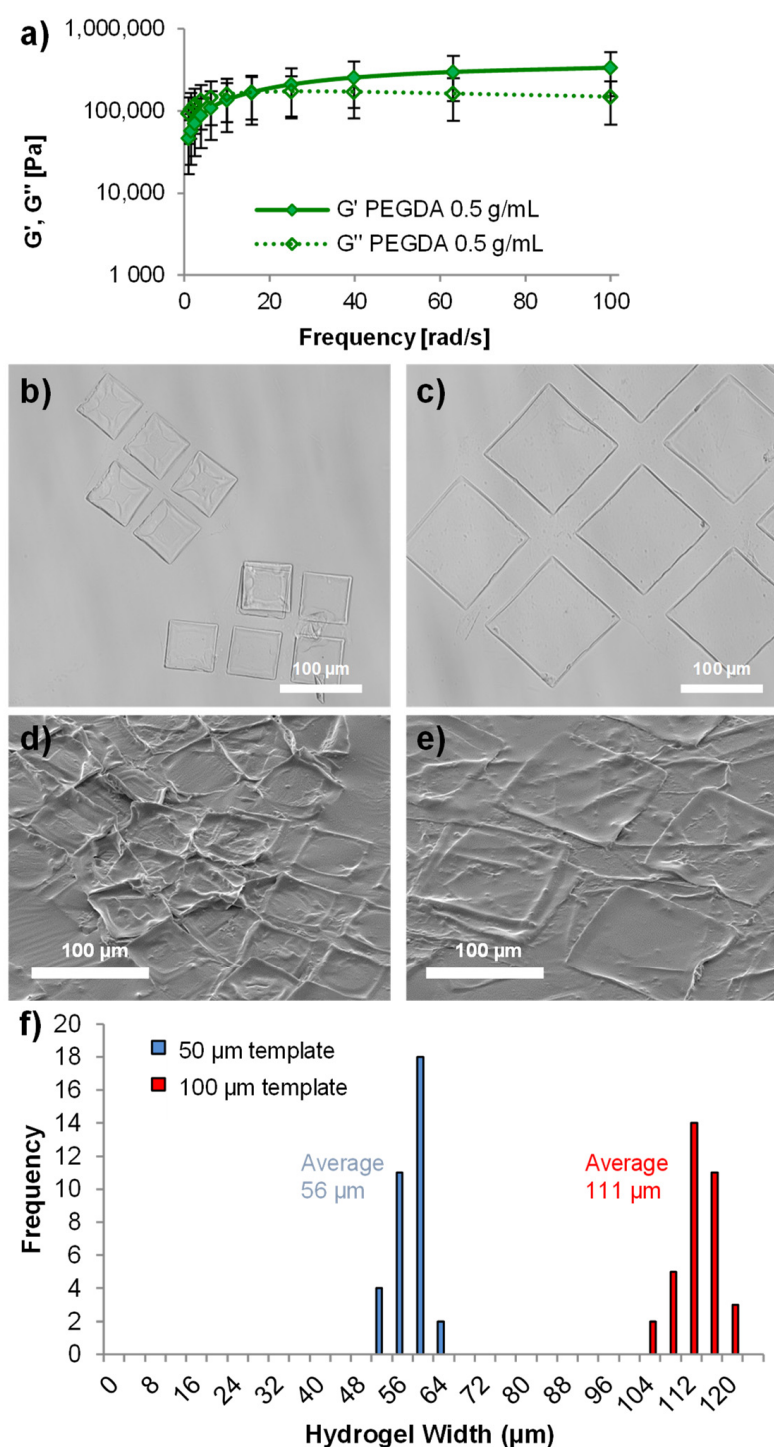 a)
1,000,000
100,000
10,000
1 000
G', G'' [Pa]
G' PEGDA 0.5 g/mL
G'' PEGDA 0.5 g/mL
0
20
40
60
80
100
Frequency [rad/s]
b)
100 µm
c)
100 µm
d)
100 µm
e)
100 µm
f)
20
18
16
14
12
10
8
6
4
2
0
Frequency
50 µm template
100 µm template
Average
56 µm
Average
111 µm
0
8
16
24
32
40
48
56
64
72
80
88
96
104
112
120
Hydrogel Width (µm)